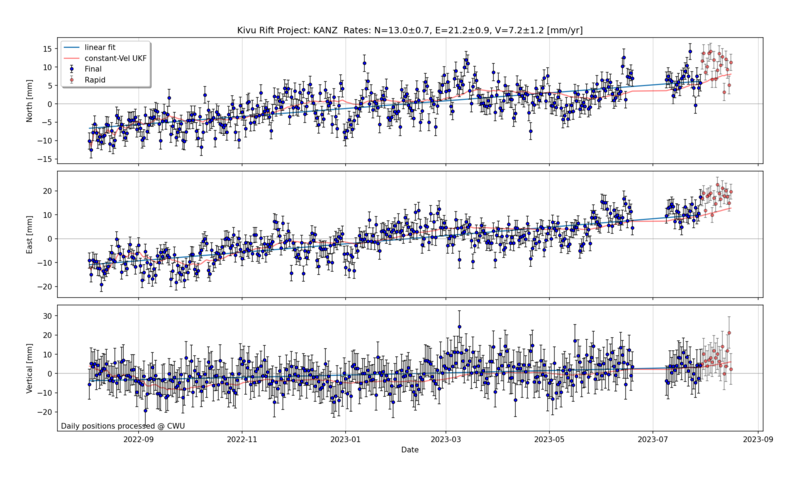 Kivu Rift Project: KANZ  Rates: N=13.0±0.7, E=21.2±0.9, V=7.2±1.2 [mm/yr]
linear fit
constant-Vel UKF
Final
Rapid
North [mm]
15
10
5
0
−5
−10
−15
East [mm]
20
10
0
−10
−20
Vertical [mm]
30
20
10
0
−10
−20
Daily positions processed @ CWU
2022-09
2022-11
2023-01
2023-03
2023-05
2023-07
2023-09
Date